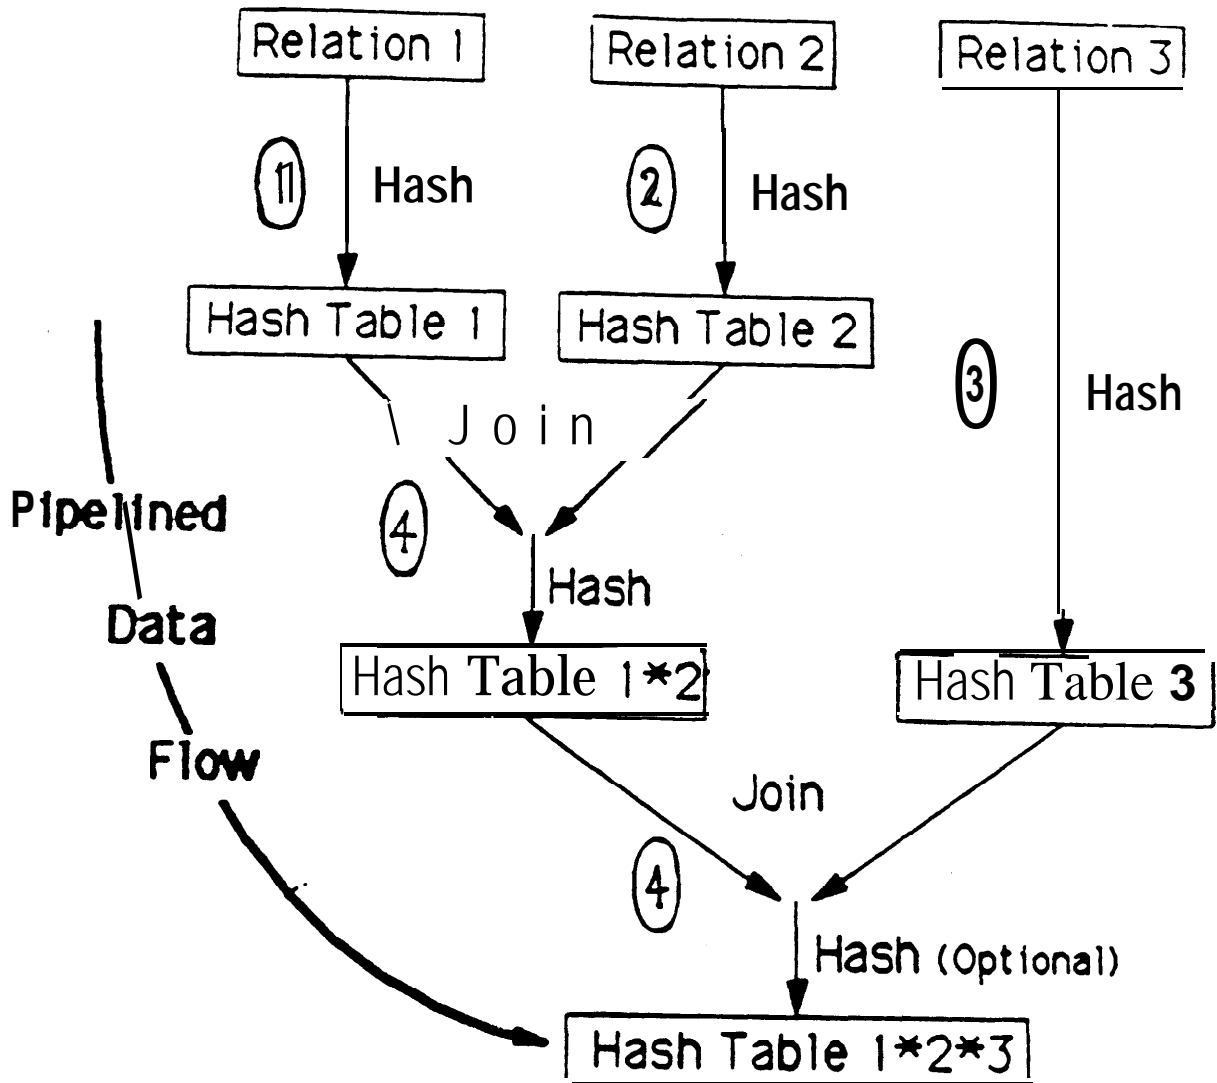 Relation 1
Relation 2
Relation 3
1
Hash
2
Hash
Hash Table 1
Hash Table 2
3
Hash
Join
Pipelined
4
Hash
Data
Hash Table 1*2
Hash Table 3
Flow
Join
4
Hash (Optional)
Hash Table 1*2*3